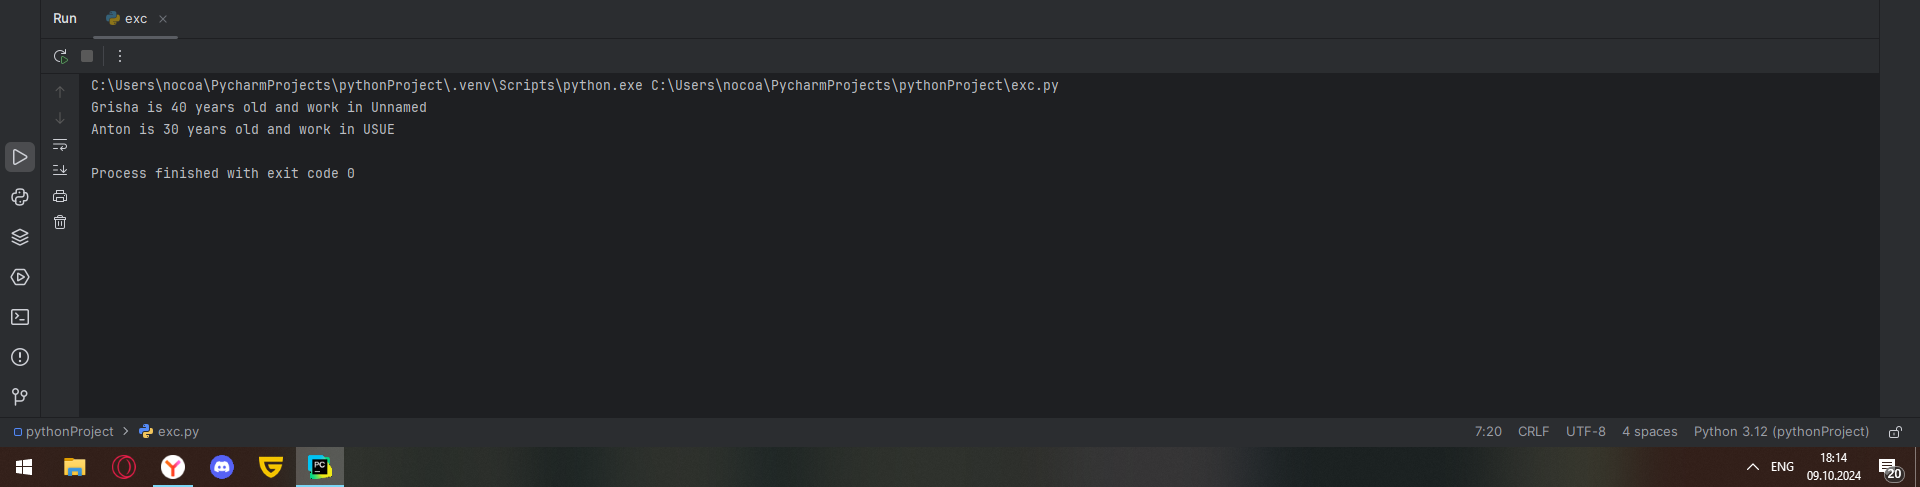 Run exc
C:\Users\nocoa\PycharmProjects\pythonProject\.venv\Scripts\python.exe C:\Users\nocoa\PycharmProjects\pythonProject\exc.py
Grisha is 40 years old and work in Unnamed
Anton is 30 years old and work in USUE
Process finished with exit code 0
pythonProject > exc.py 7:20 CRLF UTF-8 4 spaces Python 3.12 (pythonProject)
PC ENG 18:14
09.10.2024 20